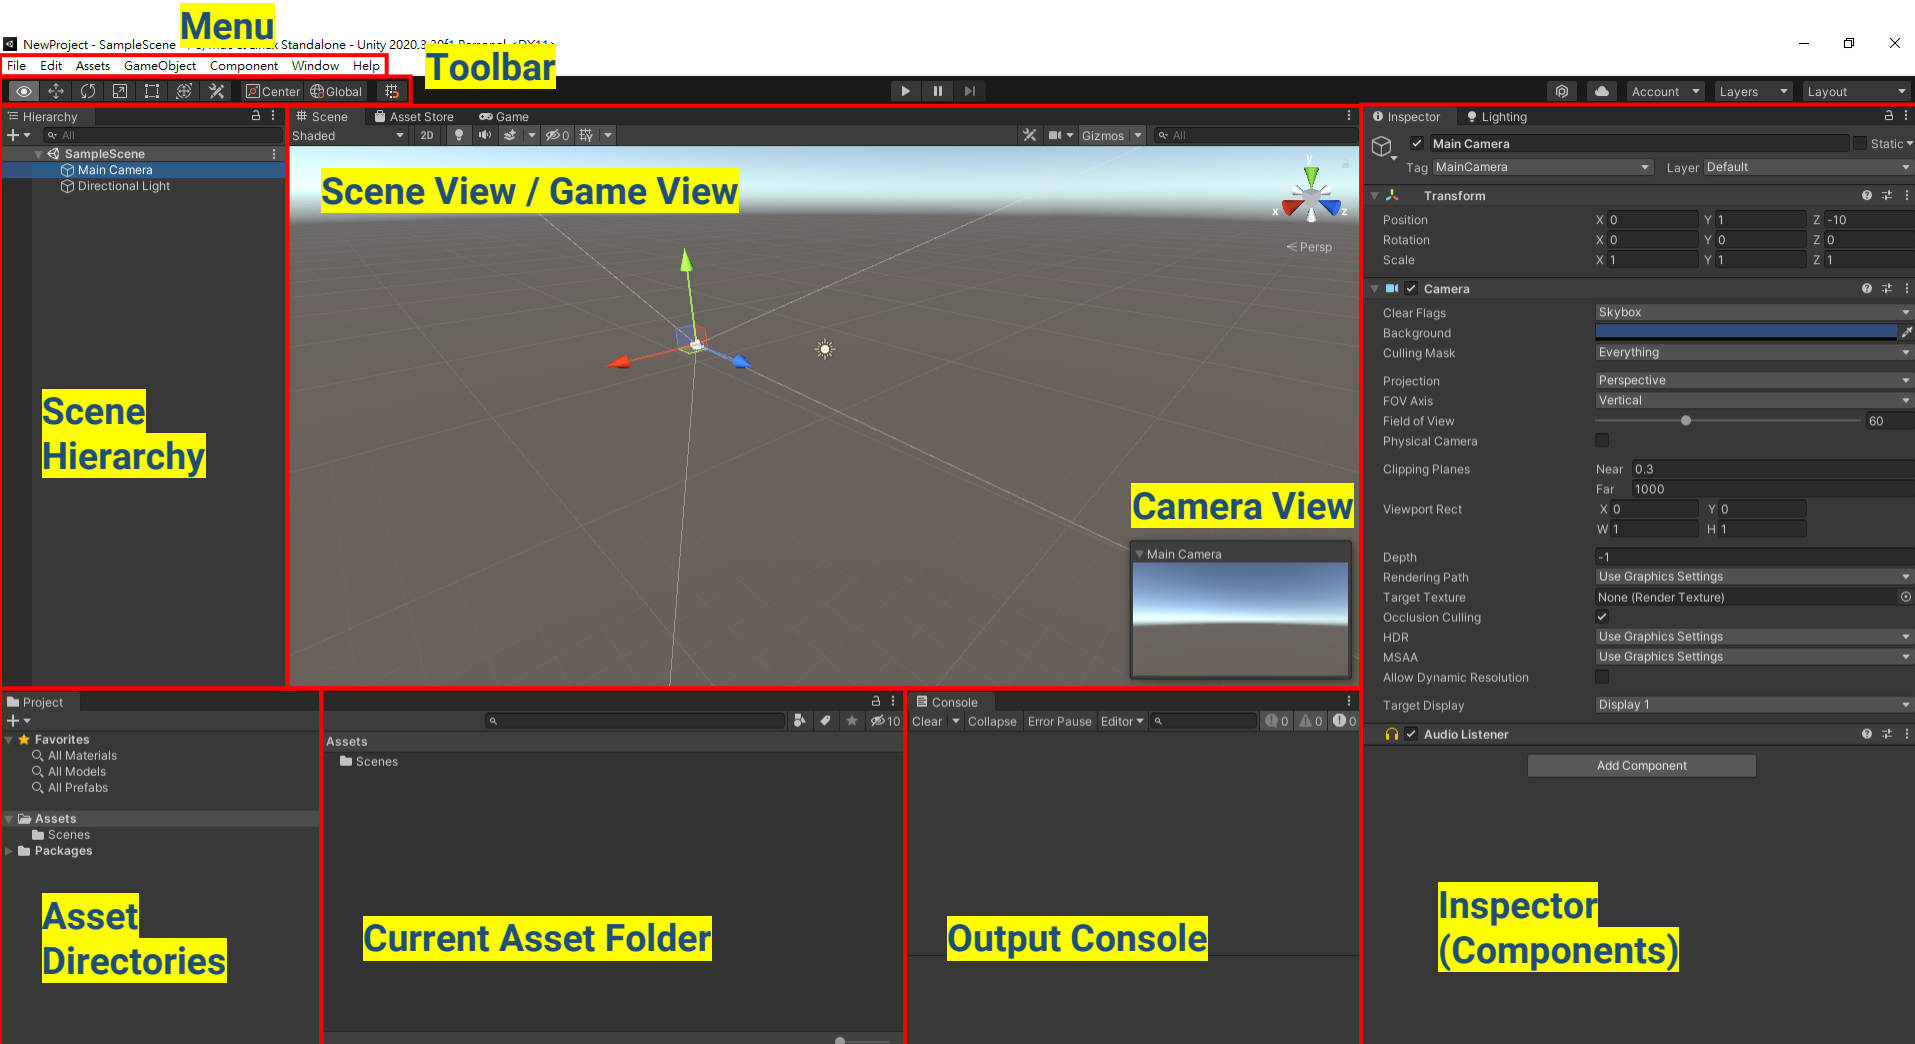 Menu
NewProject - SampleScene
Standalone - Unity 2020.3.
Toolbar
File Edit Assets GameObject Component Window Help
Center Global
Account Layers Layout
Hierarchy
All
SampleScene
Main Camera
Directional Light
Scene
Hierarchy
Scene Asset Store Game
Shaded 2D 0 Gizmos All
Scene View / Game View
y
x z
Persp
Camera View
Main Camera
Inspector Lighting
Main Camera Static
Tag MainCamera Layer Default
Transform
Position X 0 Y 1 Z -10
Rotation X 0 Y 0 Z 0
Scale X 1 Y 1 Z 1
Camera
Clear Flags Skybox
Background
Culling Mask Everything
Projection Perspective
FOV Axis Vertical
Field of View 60
Physical Camera
Clipping Planes Near 0.3
Far 1000
Viewport Rect X 0 Y 0
W 1 H 1
Depth -1
Rendering Path Use Graphics Settings
Target Texture None (Render Texture)
Occlusion Culling
HDR Use Graphics Settings
MSAA Use Graphics Settings
Allow Dynamic Resolution
Target Display Display 1
Audio Listener
Add Component
Inspector
(Components)
Project
10
Favorites
All Materials
All Models
All Prefabs
Assets
Scenes
Packages
Asset
Directories
Assets
Scenes
Current Asset Folder
Console
Clear Collapse Error Pause Editor 0 0 0
Output Console